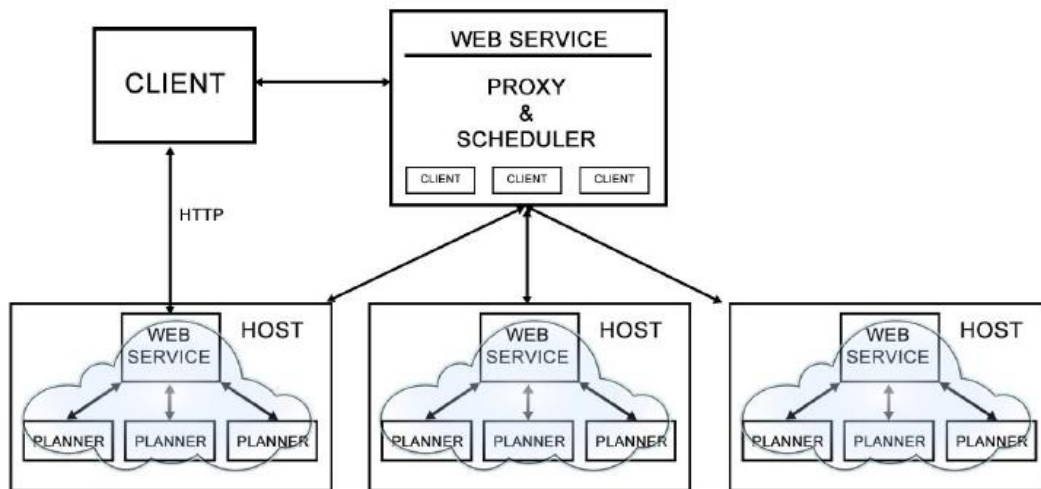 WEB SERVICE
CLIENT
PROXY
&
SCHEDULER
CLIENT
CLIENT
CLIENT
HTTP
WEB
SERVICE
HOST
PLANNER
PLANNER
PLANNER
WEB
SERVICE
HOST
PLANNER
PLANNER
PLANNER
WEB
SERVICE
HOST
PLANNER
PLANNER
PLANNER